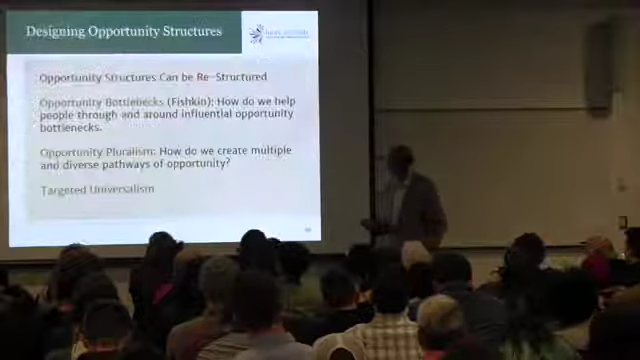 Designing Opportunity Structures
Opportunity Structures Can be Re-Structured
Opportunity Bottlenecks (Fishkin): How do we help
people through and around influential opportunity
bottlenecks.
Opportunity Pluralism: How do we create multiple
and diverse pathways of opportunity?
Targeted Universalism